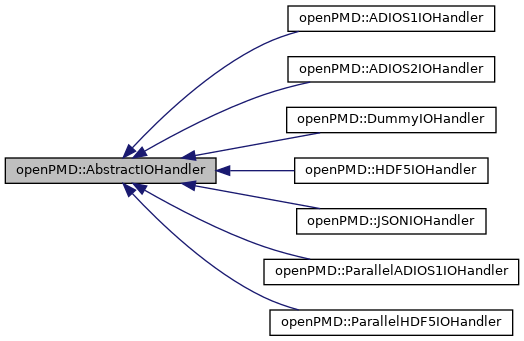 openPMD::ADIOS1IOHandler
openPMD::ADIOS2IOHandler
openPMD::DummyIOHandler
openPMD::AbstractIOHandler
openPMD::HDF5IOHandler
openPMD::JSONIOHandler
openPMD::ParallelADIOS1IOHandler
openPMD::ParallelHDF5IOHandler